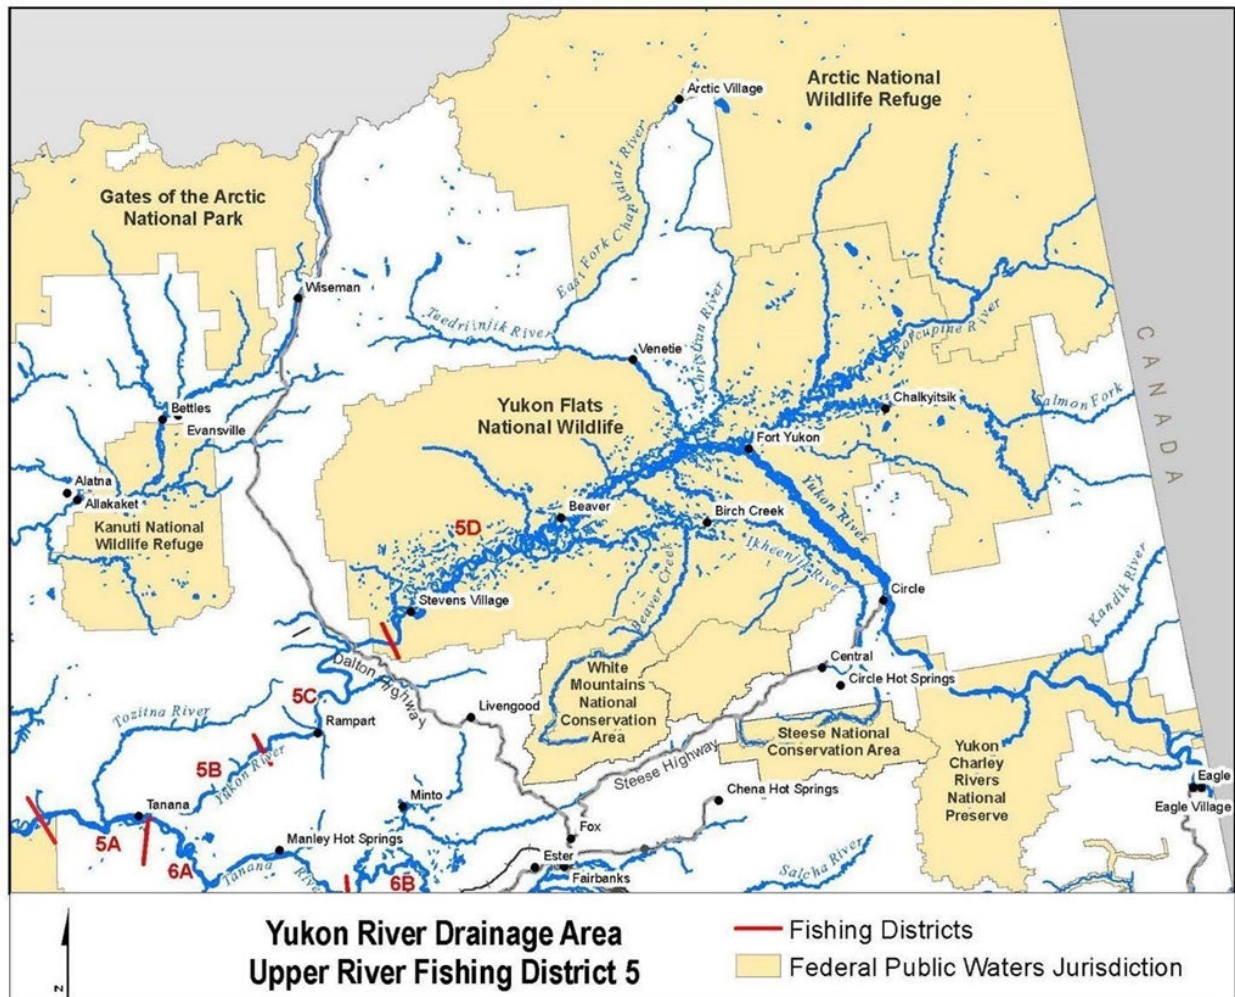 Arctic Village
Arctic National
Wildlife Refuge
Gates of the Arctic
National Park
East Fork Chandalar River
Wiseman
Teedriinjik River
Christian River
Porcupine River
Venetie
CANADA
Yukon Flats
National Wildlife
Chalkyitsik
Salmon Fork
Bettles
Evansville
Fort Yukon
Alatna
Allakaket
Kanuti National
Wildlife Refuge
Yukon River
Beaver
5D
Birch Creek
Ikheenjik River
Beaver Creek
Stevens Village
Circle
Kandik River
Dalton Highway
White
Mountains
National
Conservation
Area
Central
Circle Hot Springs
5C
Livengood
Tozitna River
Rampart
Steese Highway
Steese National
Conservation Area
Yukon
Charley
Rivers
National
Preserve
5B
Yukon River
Eagle
Eagle Village
Tanana
Minto
Chena Hot Springs
5A
Manley Hot Springs
Fox
6A
Tanana River
6B
Ester
Fairbanks
Salcha River
Yukon River Drainage Area
Upper River Fishing District 5
Fishing Districts
Federal Public Waters Jurisdiction
N